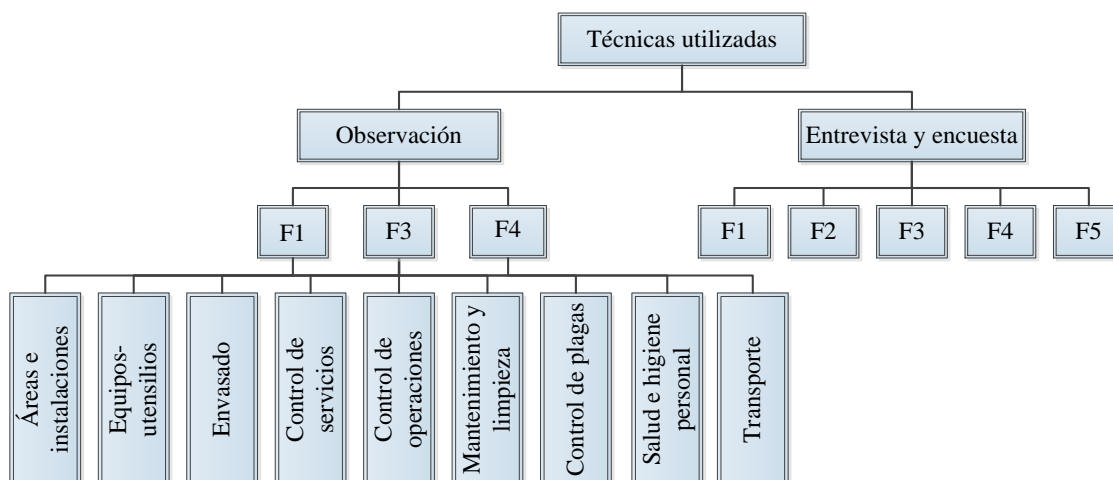 Técnicas utilizadas
Observación
Entrevista y encuesta
F1
F3
F4
F1
F2
F3
F4
F5
Áreas e
instalaciones
Equipos-
utensilios
Envasado
Control de
servicios
Control de
operaciones
Mantenimiento y
limpieza
Control de plagas
Salud e higiene
personal
Transporte